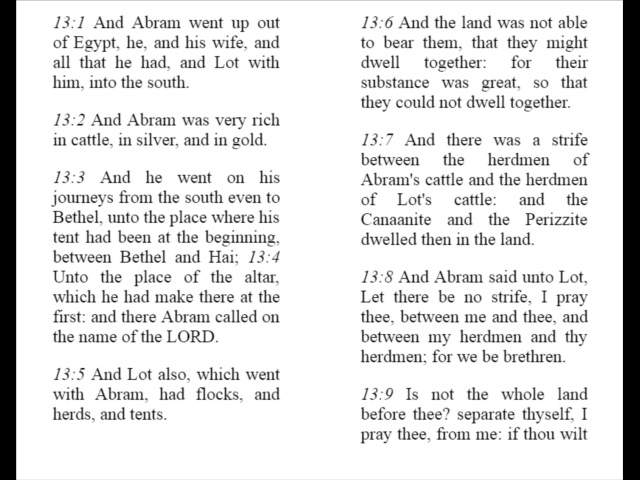 13:1 And Abram went up out
of Egypt, he, and his wife, and
all that he had, and Lot with
him, into the south.
13:2 And Abram was very rich
in cattle, in silver, and in gold.
13:3 And he went on his
journeys from the south even to
Bethel, unto the place where his
tent had been at the beginning,
between Bethel and Hai; 13:4
Unto the place of the altar,
which he had make there at the
first: and there Abram called on
the name of the LORD.
13:5 And Lot also, which went
with Abram, had flocks, and
herds, and tents.
13:6 And the land was not able
to bear them, that they might
dwell together: for their
substance was great, so that
they could not dwell together.
13:7 And there was a strife
between the herdmen of
Abram's cattle and the herdmen
of Lot's cattle: and the
Canaanite and the Perizzite
dwelled then in the land.
13:8 And Abram said unto Lot,
Let there be no strife, I pray
thee, between me and thee, and
between my herdmen and thy
herdmen; for we be brethren.
13:9 Is not the whole land
before thee? separate thyself, I
pray thee, from me: if thou wilt